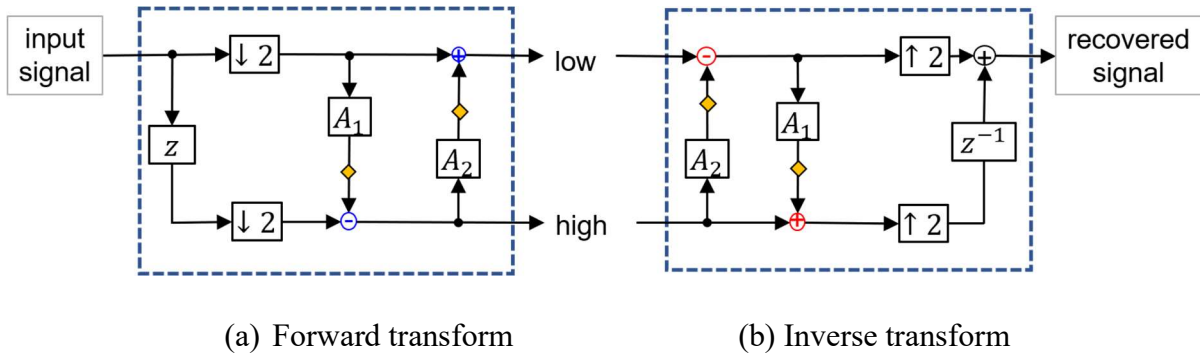 input
signal
z
↓ 2
↓ 2
A₁
+
-
A₂
low
high
-
A₂
A₁
+
↑ 2
↑ 2
+
z⁻¹
recovered
signal
(a) Forward transform
(b) Inverse transform